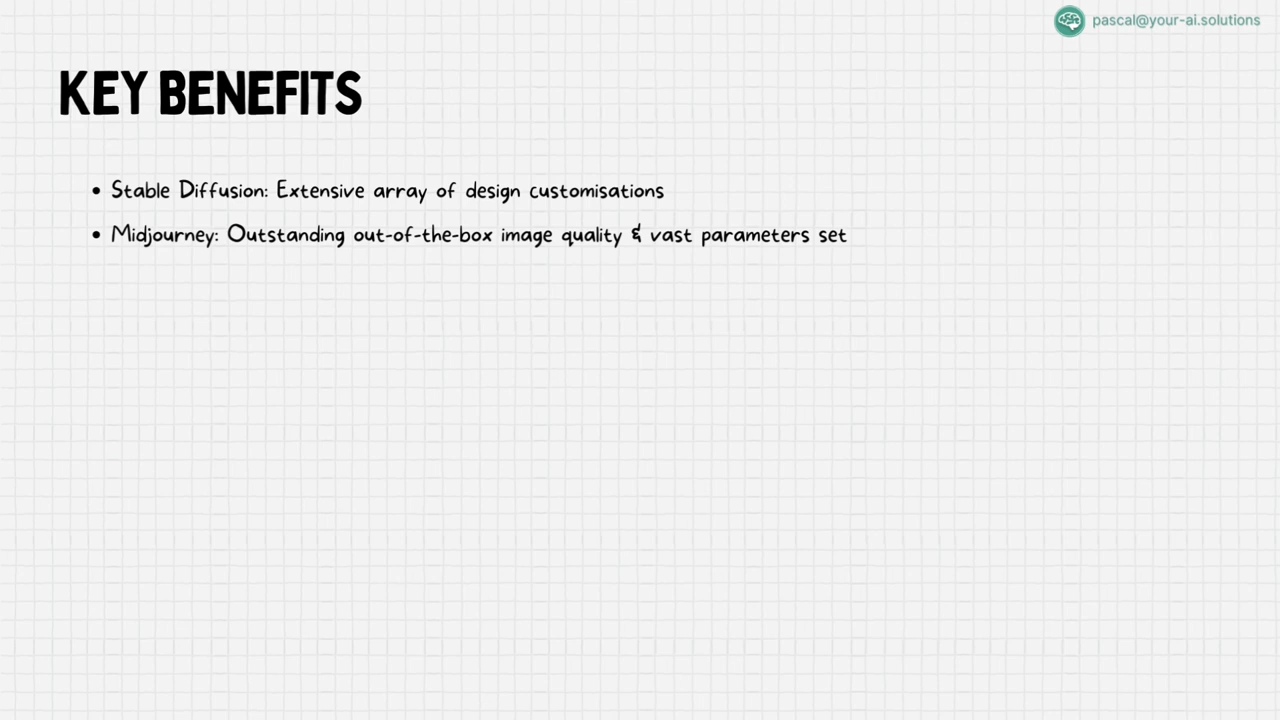 pascal@your-ai.solutions
KEY BENEFITS
• Stable Diffusion: Extensive array of design customisations
• Midjourney: Outstanding out-of-the-box image quality & vast parameters set